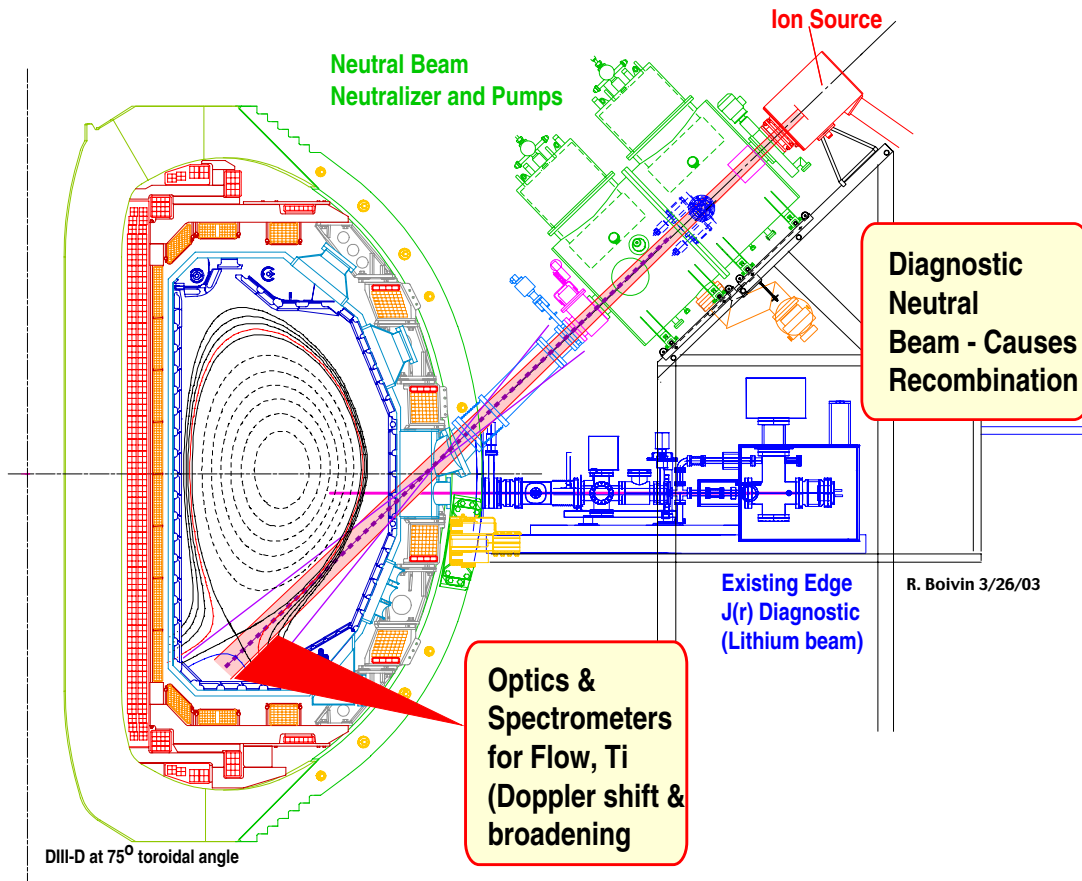 Ion Source
Neutral Beam
Neutralizer and Pumps
Diagnostic
Neutral
Beam - Causes
Recombination
Existing Edge
J(r) Diagnostic
(Lithium beam)
R. Boivin 3/26/03
Optics &
Spectrometers
for Flow, Ti
(Doppler shift &
broadening
DIII-D at 75º toroidal angle